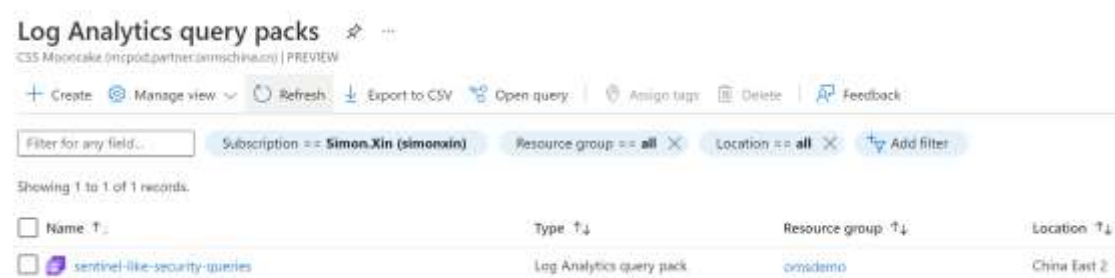 Log Analytics query packs
CSS Mooncake (mcpod.partner.onmschina.cn) | PREVIEW
Create Manage view Refresh Export to CSV Open query Assign tags Delete Feedback
Filter for any field... Subscription == Simon.Xin (simonxin) Resource group == all Location == all Add filter
Showing 1 to 1 of 1 records.
Name Type Resource group Location
sentinel-like-security-queries Log Analytics query pack omsdemo China East 2